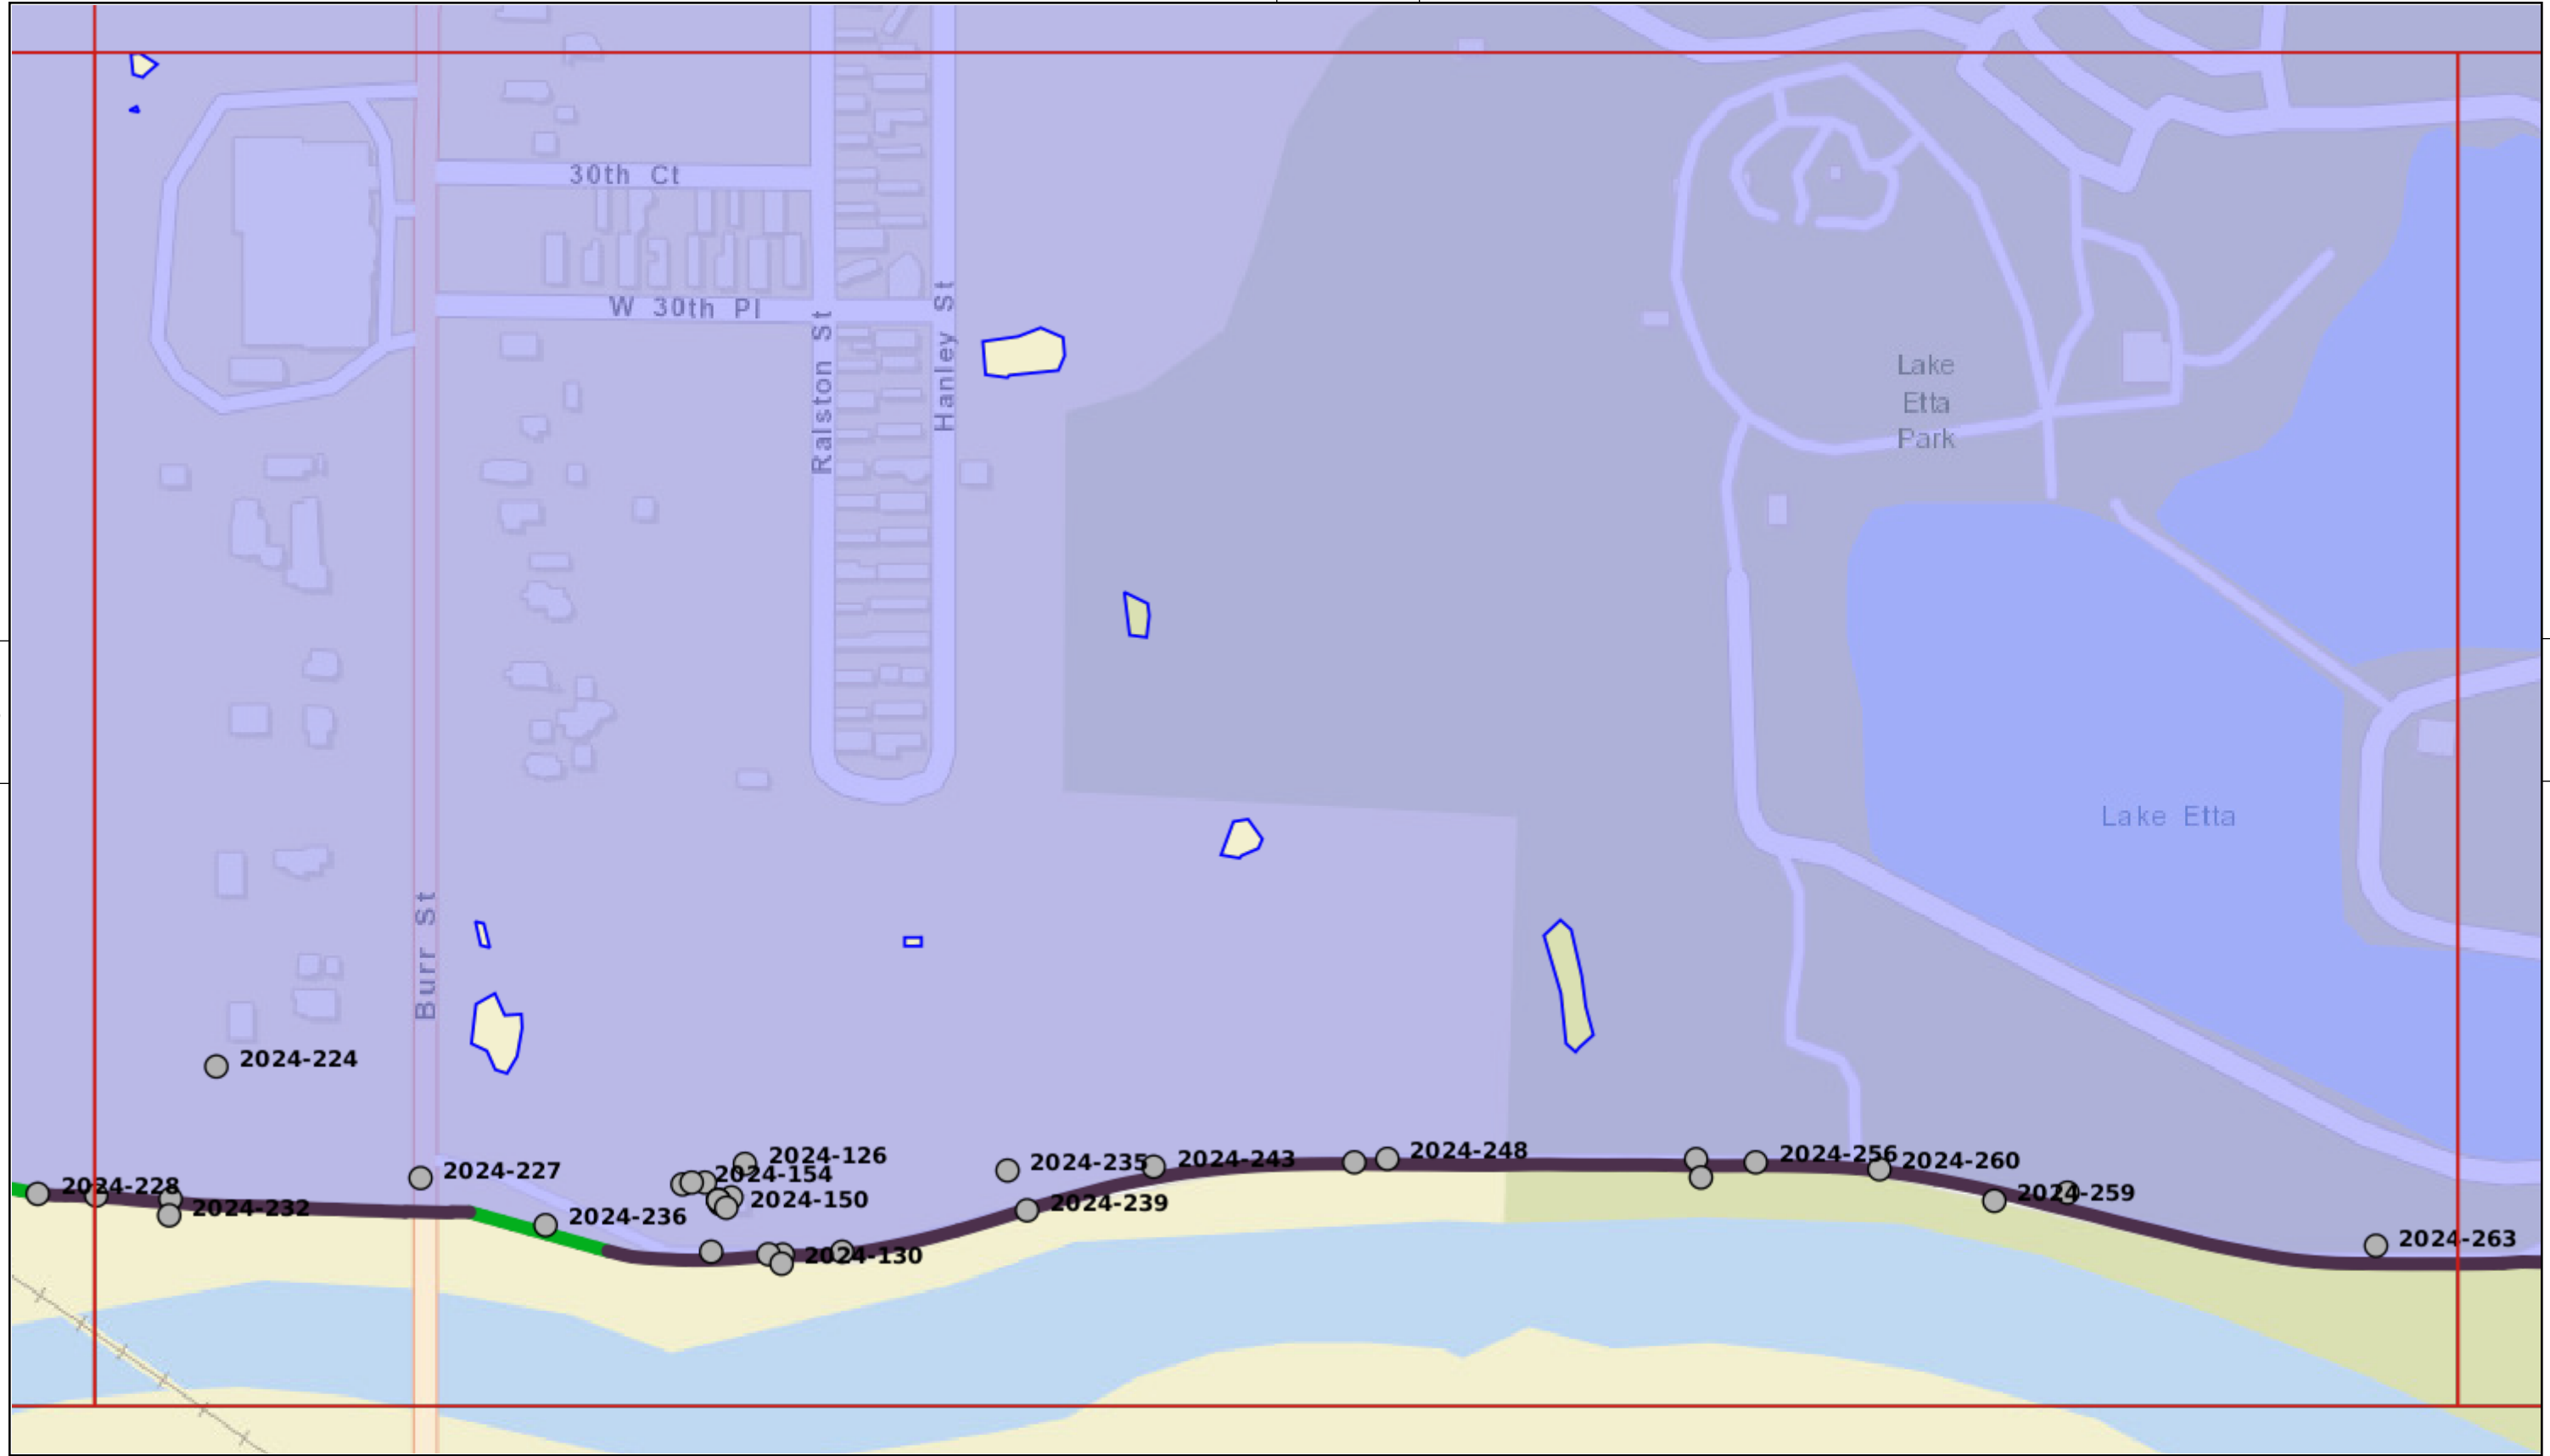 30th Ct
W 30th Pl
Ralston St
Hanley St
Lake
Etta
Park
Lake Etta
Burr St
2024-224
2024-126
2024-227
2024-154
2024-235
2024-243
2024-248
2024-256
2024-260
2024-228
2024-232
2024-150
2024-239
2024-259
2024-236
2024-130
2024-263